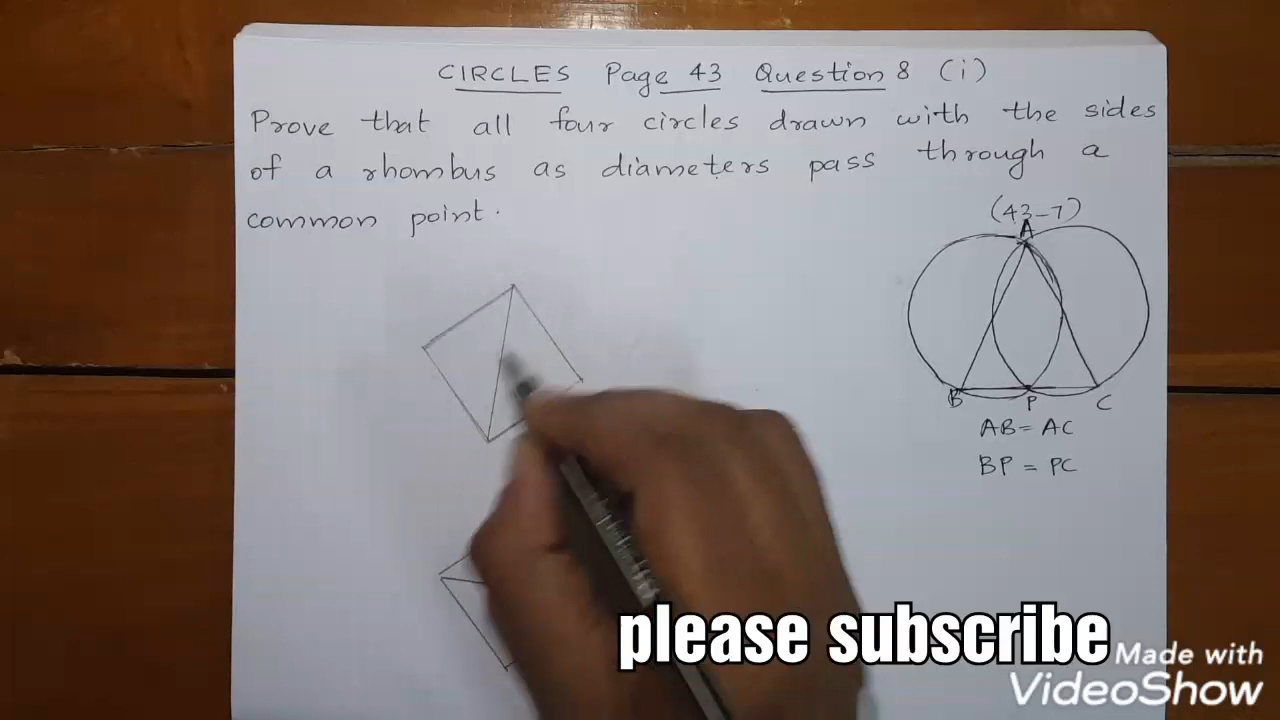 CIRCLES Page 43 Question 8 (i)
Prove that all four circles drawn with the sides
of a rhombus as diameters pass through a
common point.
(43-7)
A
B P C
AB = AC
BP = PC
please subscribe
Made with
VideoShow